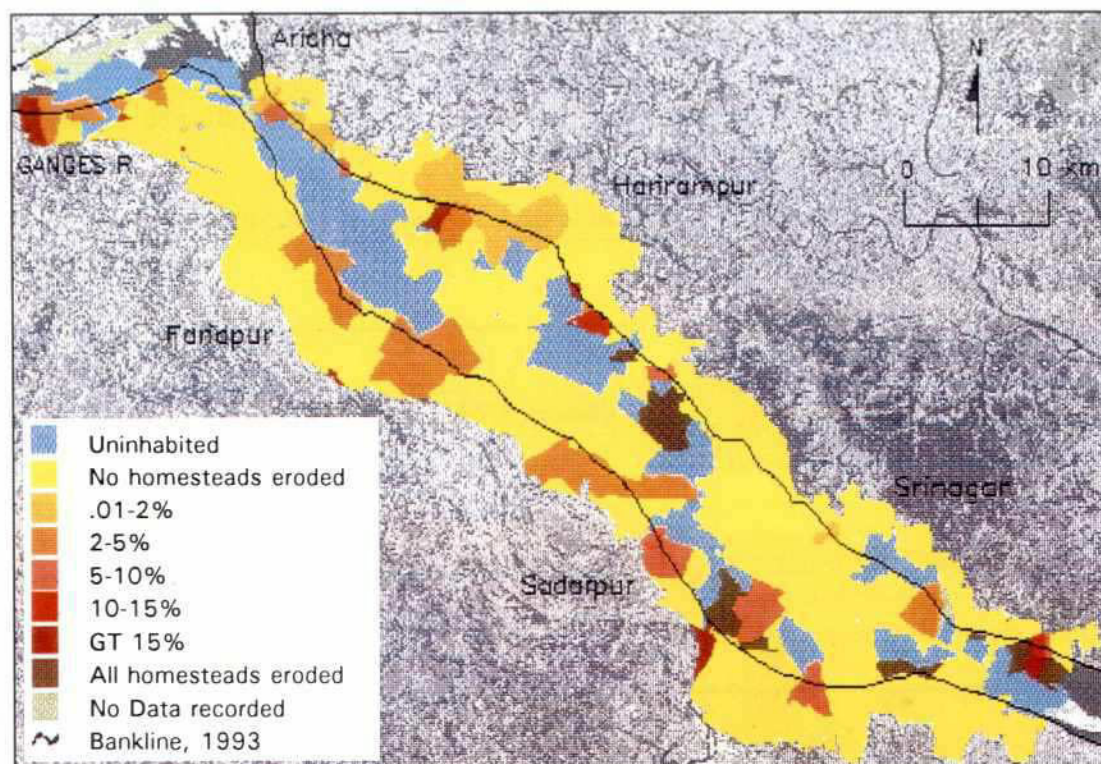 Aricha
N
GANGES R
Harirampur
0 10 km
Faridpur
Srinagar
Sadarpur
Uninhabited
No homesteads eroded
.01-2%
2-5%
5-10%
10-15%
GT 15%
All homesteads eroded
No Data recorded
Bankline, 1993